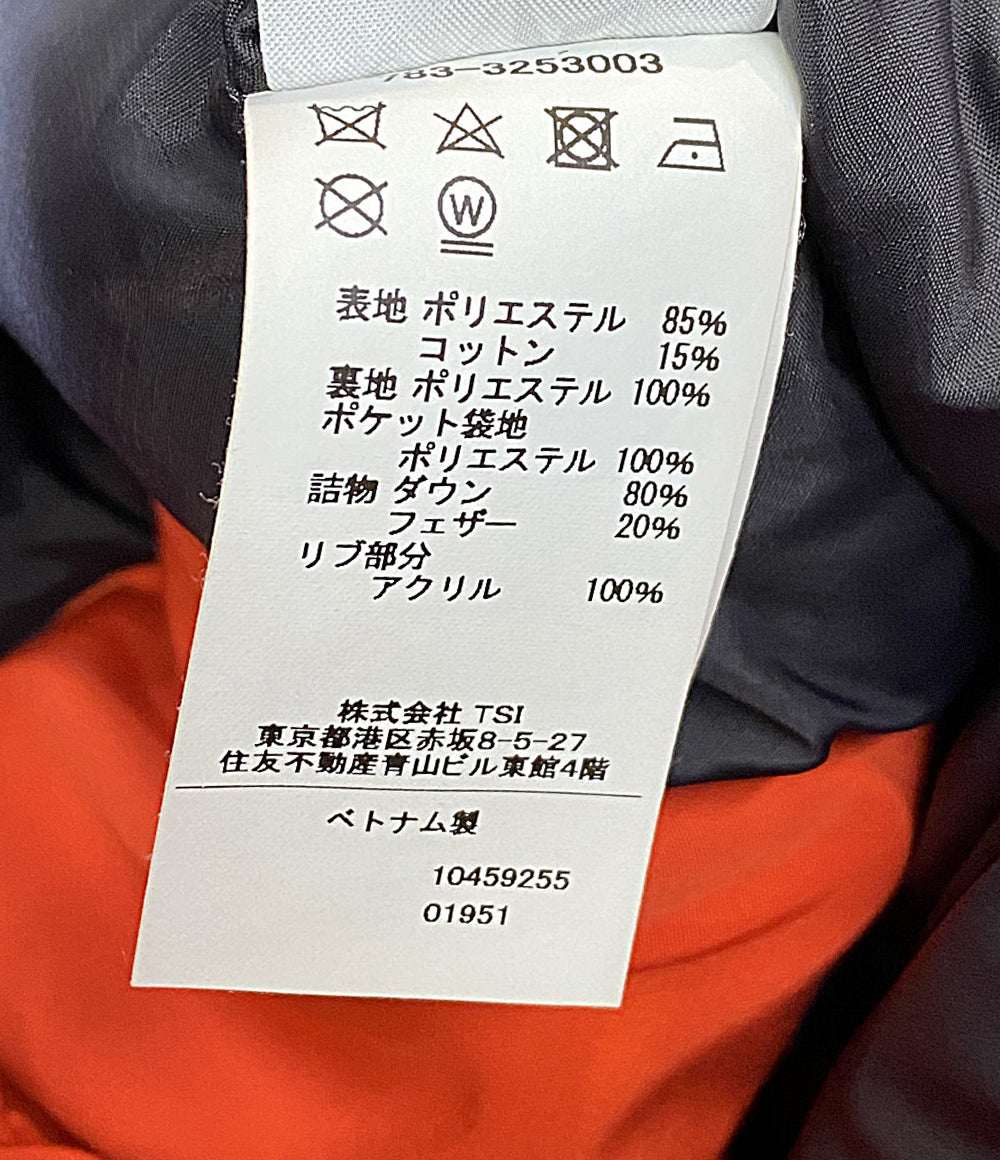 783-3253003
W
表地 ポリエステル 85%
コットン 15%
裏地 ポリエステル 100%
ポケット袋地
ポリエステル 100%
詰物 ダウン 80%
フェザー 20%
リブ部分
アクリル 100%
株式会社 TSI
東京都港区赤坂8-5-27
住友不動産青山ビル東館4階
ベトナム製
10459255
01951